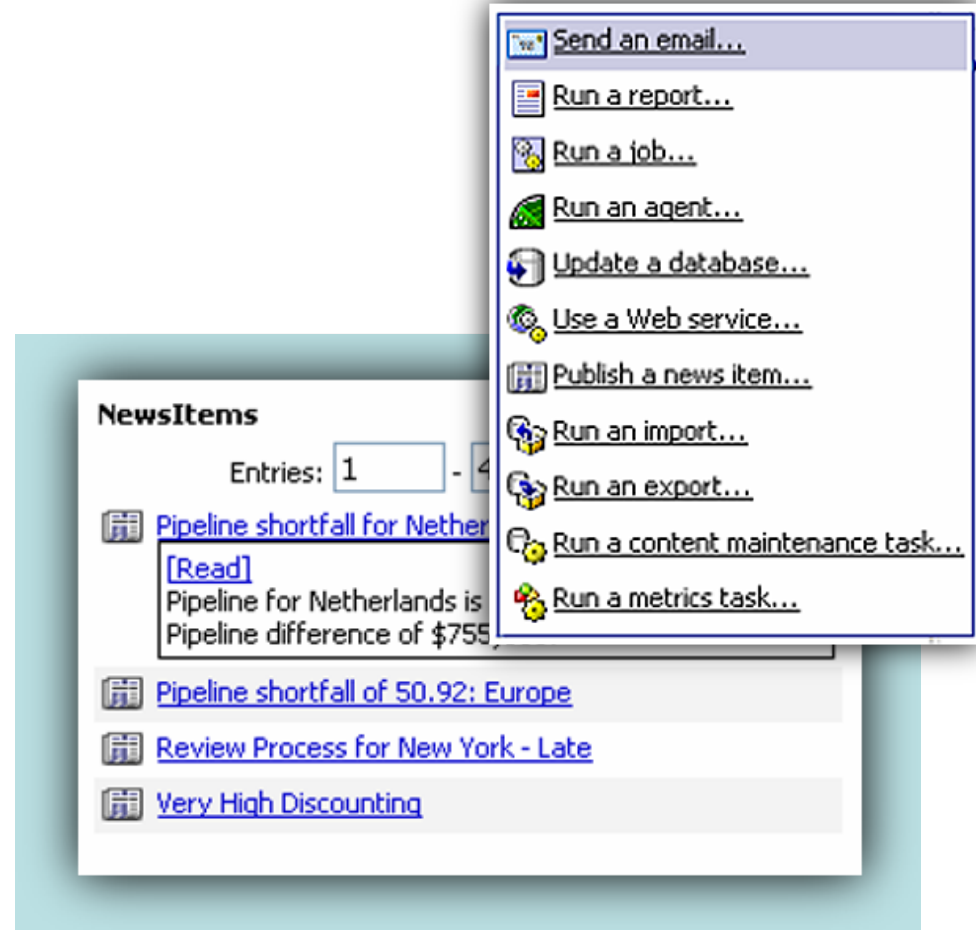 Send an email...
Run a report...
Run a job...
Run an agent...
Update a database...
Use a Web service...
Publish a news item...
Run an import...
Run an export...
Run a content maintenance task...
Run a metrics task...
NewsItems
Entries: 1 - 4
Pipeline shortfall for
[Read]
Pipeline for Netherlands is
Pipeline difference of
Pipeline shortfall of 50.92: Europe
Review Process for New York - Late
Very High Discounting